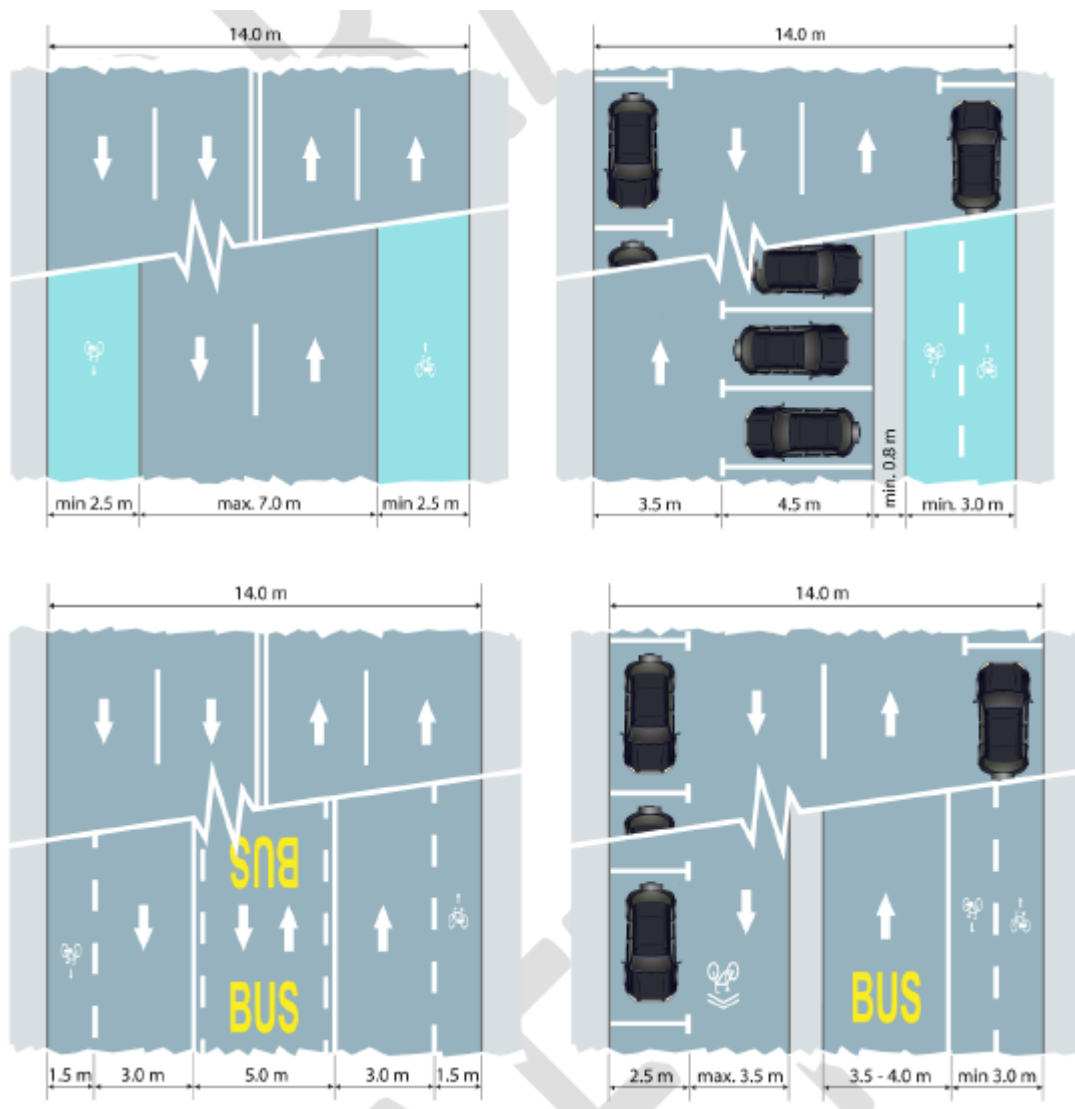 14.0 m
min 2.5 m
max. 7.0 m
min 2.5 m
14.0 m
3.5 m
4.5 m
min. 0.8 m
min. 3.0 m
14.0 m
BUS
BUS
1.5 m
3.0 m
5.0 m
3.0 m
1.5 m
14.0 m
BUS
2.5 m
max. 3.5 m
3.5 - 4.0 m
min 3.0 m